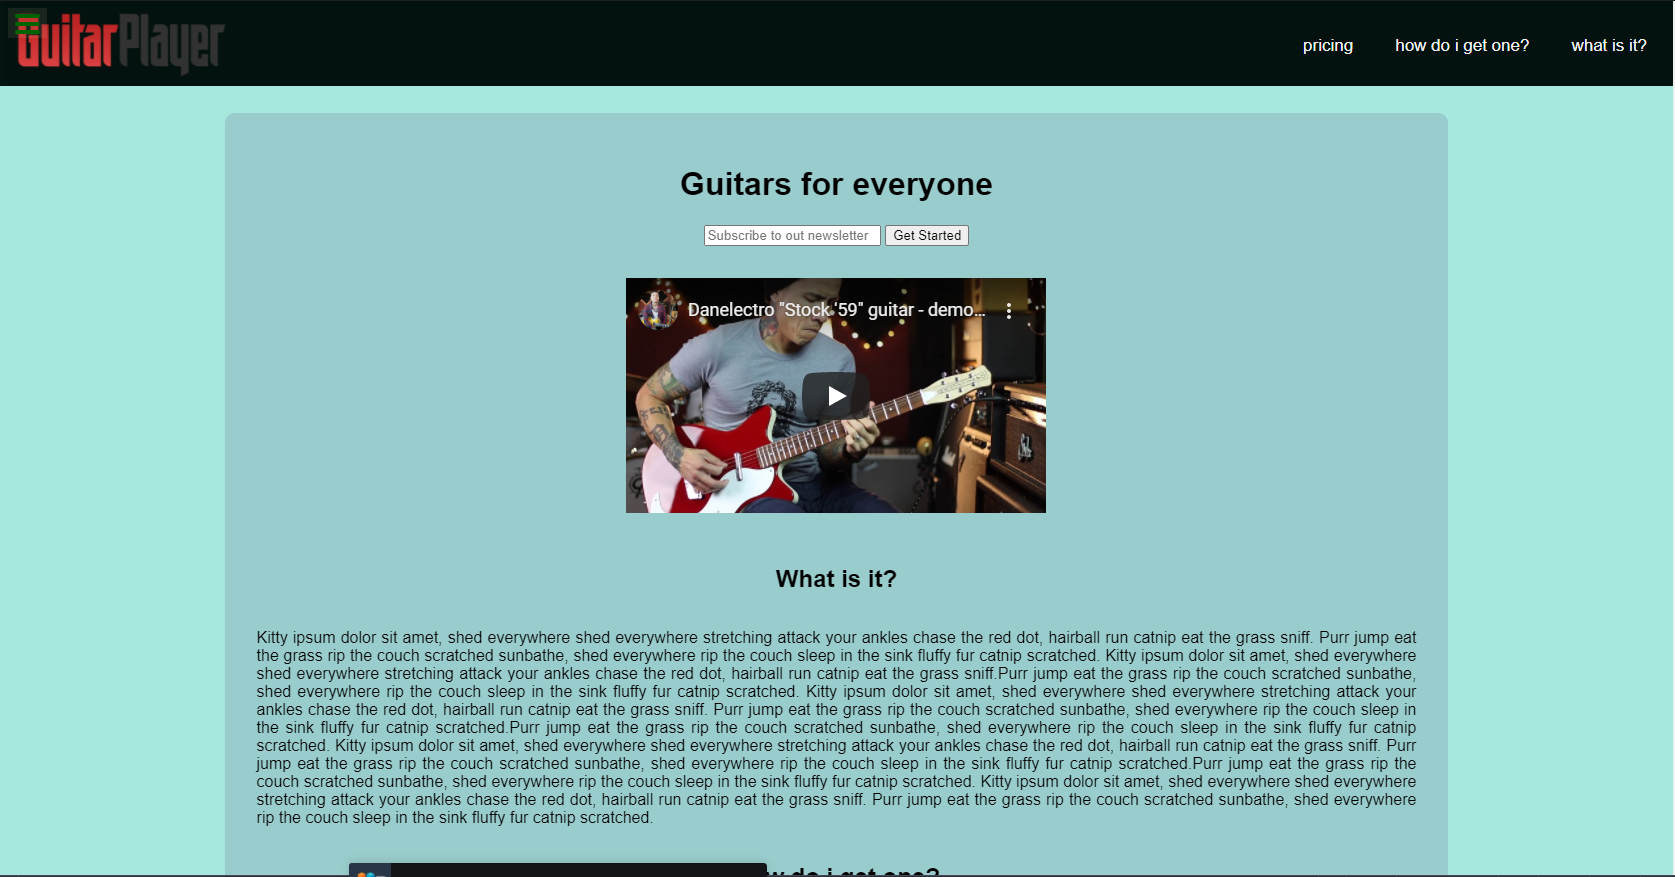 GuitarPlayer
pricing
how do i get one?
what is it?
Guitars for everyone
Subscribe to out newsletter
Get Started
Danelectro "Stock '59" guitar - demo...
What is it?
Kitty ipsum dolor sit amet, shed everywhere shed everywhere stretching attack your ankles chase the red dot, hairball run catnip eat the grass sniff. Purr jump eat
the grass rip the couch scratched sunbathe, shed everywhere rip the couch sleep in the sink fluffy fur catnip scratched. Kitty ipsum dolor sit amet, shed everywhere
shed everywhere stretching attack your ankles chase the red dot, hairball run catnip eat the grass sniff.Purr jump eat the grass rip the couch scratched sunbathe,
shed everywhere rip the couch sleep in the sink fluffy fur catnip scratched. Kitty ipsum dolor sit amet, shed everywhere shed everywhere stretching attack your
ankles chase the red dot, hairball run catnip eat the grass sniff. Purr jump eat the grass rip the couch scratched sunbathe, shed everywhere rip the couch sleep in
the sink fluffy fur catnip scratched.Purr jump eat the grass rip the couch scratched sunbathe, shed everywhere rip the couch sleep in the sink fluffy fur catnip
scratched. Kitty ipsum dolor sit amet, shed everywhere shed everywhere stretching attack your ankles chase the red dot, hairball run catnip eat the grass sniff. Purr
jump eat the grass rip the couch scratched sunbathe, shed everywhere rip the couch sleep in the sink fluffy fur catnip scratched.Purr jump eat the grass rip the
couch scratched sunbathe, shed everywhere rip the couch sleep in the sink fluffy fur catnip scratched. Kitty ipsum dolor sit amet, shed everywhere shed everywhere
stretching attack your ankles chase the red dot, hairball run catnip eat the grass sniff. Purr jump eat the grass rip the couch scratched sunbathe, shed everywhere
rip the couch sleep in the sink fluffy fur catnip scratched.
do i get one?